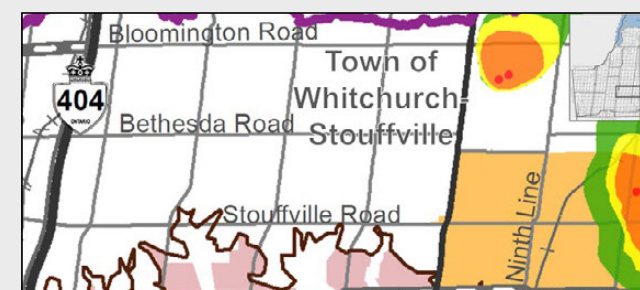 Bloomington Road
Town of
Whitchurch-
Stouffville
404
ONTARIO
Bethesda Road
Stouffville Road
Ninth Line